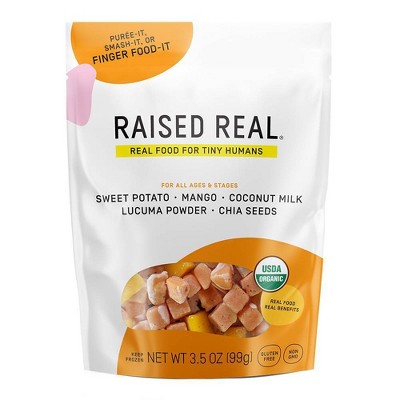 PURÉE-IT,
SMASH-IT, OR
FINGER FOOD-IT
RAISED REAL®
REAL FOOD FOR TINY HUMANS
FOR ALL AGES & STAGES
SWEET POTATO · MANGO · COCONUT MILK
LUCUMA POWDER · CHIA SEEDS
USDA
ORGANIC
REAL FOOD
REAL BENEFITS
KEEP
FROZEN
NET WT 3.5 OZ (99g)
GLUTEN
FREE
NON
GMO